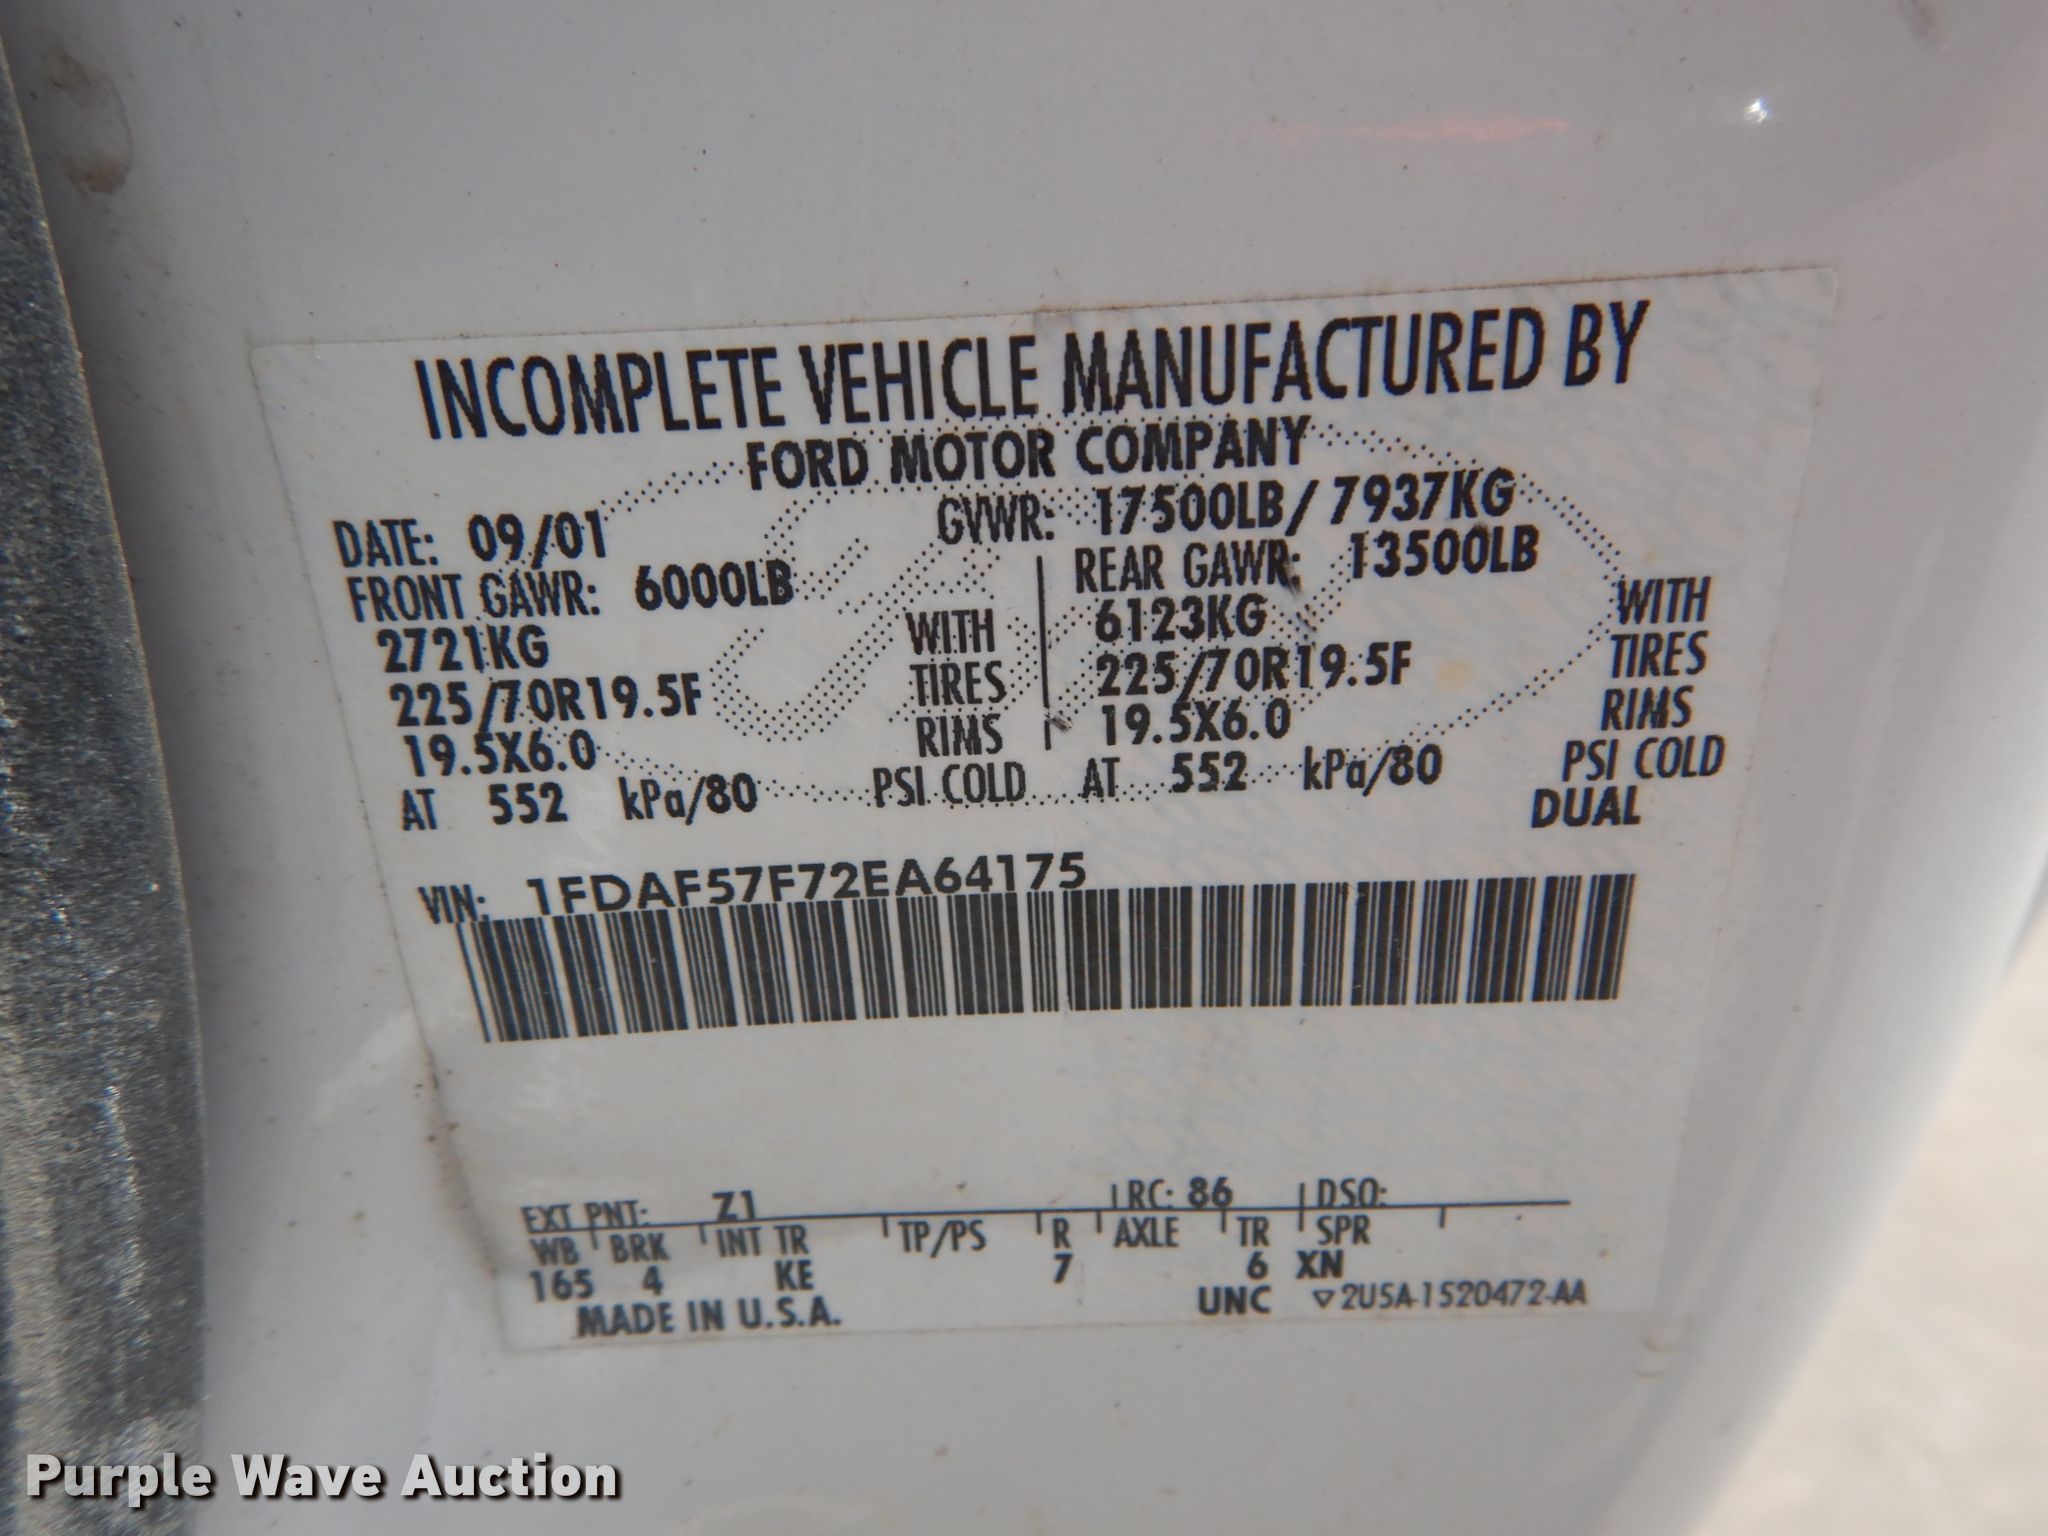 INCOMPLETE VEHICLE MANUFACTURED BY
FORD MOTOR COMPANY
DATE: 09/01 GVWR: 17500LB/ 7937KG
FRONT GAWR: 6000LB REAR GAWR: 13500LB
2721KG WITH 6123KG WITH
225/70R19.5F TIRES 225/70R19.5F TIRES
19.5X6.0 RIMS 19.5X6.0 RIMS
AT 552 kPa/80 PSI COLD AT 552 kPa/80 PSI COLD
DUAL
VIN: 1FDAF57F72EA64175
EXT PNT: Z1 RC: 86 DSO:
WB BRK INT TR TP/PS R AXLE TR SPR
165 4 KE 7 6 XN
MADE IN U.S.A. UNC ▽2U5A-1520472-AA
Purple Wave Auction